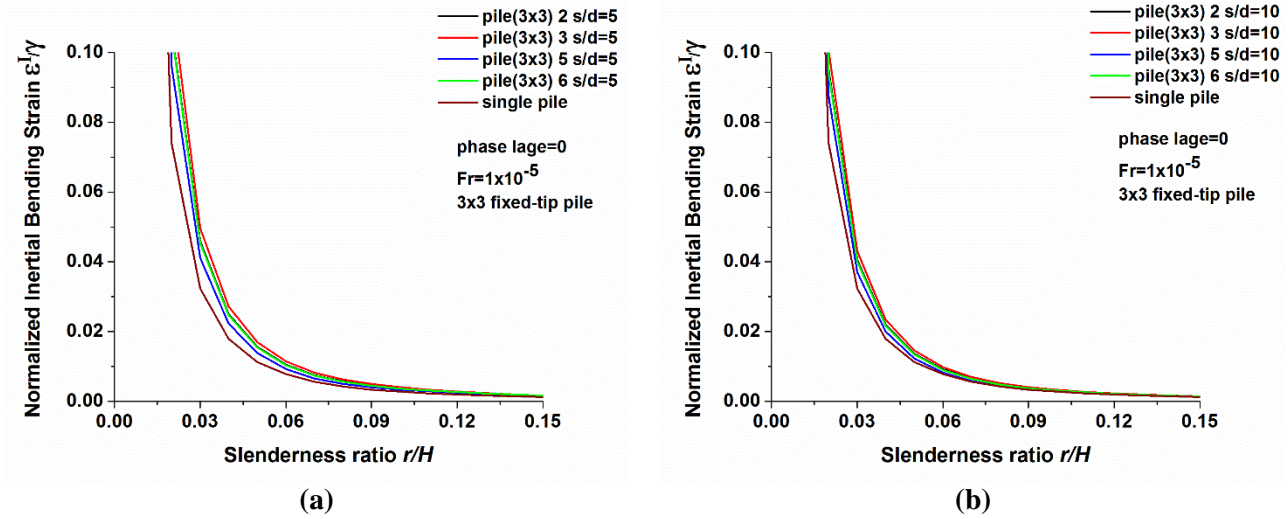 pile(3x3) 2 s/d=5
pile(3x3) 3 s/d=5
pile(3x3) 5 s/d=5
pile(3x3) 6 s/d=5
single pile
phase lage=0
Fr=1x10⁻⁵
3x3 fixed-tip pile
Normalized Inertial Bending Strain εᴵ/γ
0.10
0.08
0.06
0.04
0.02
0.00
0.00 0.03 0.06 0.09 0.12 0.15
Slenderness ratio r/H
(a)
pile(3x3) 2 s/d=10
pile(3x3) 3 s/d=10
pile(3x3) 5 s/d=10
pile(3x3) 6 s/d=10
single pile
phase lage=0
Fr=1x10⁻⁵
3x3 fixed-tip pile
Normalized Inertial Bending Strain εᴵ/γ
0.10
0.08
0.06
0.04
0.02
0.00
0.00 0.03 0.06 0.09 0.12 0.15
Slenderness ratio r/H
(b)